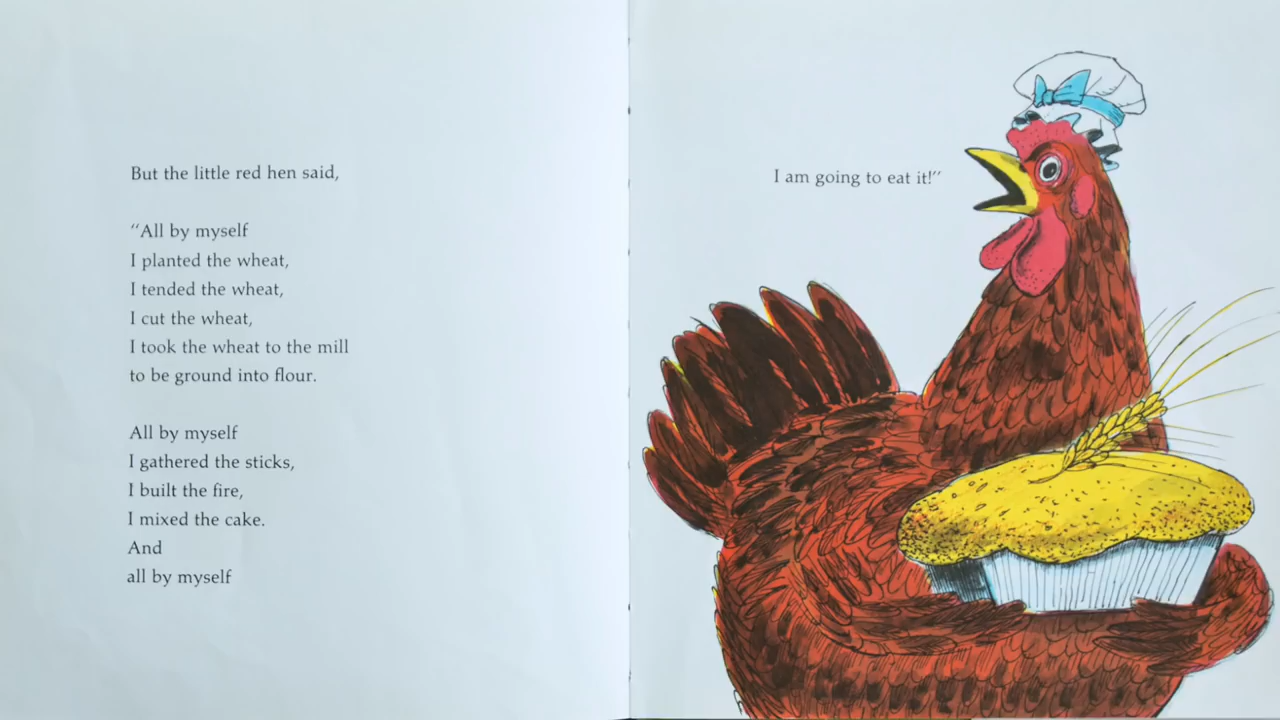 But the little red hen said,
“All by myself
I planted the wheat,
I tended the wheat,
I cut the wheat,
I took the wheat to the mill
to be ground into flour.
All by myself
I gathered the sticks,
I built the fire,
I mixed the cake.
And
all by myself
I am going to eat it!”